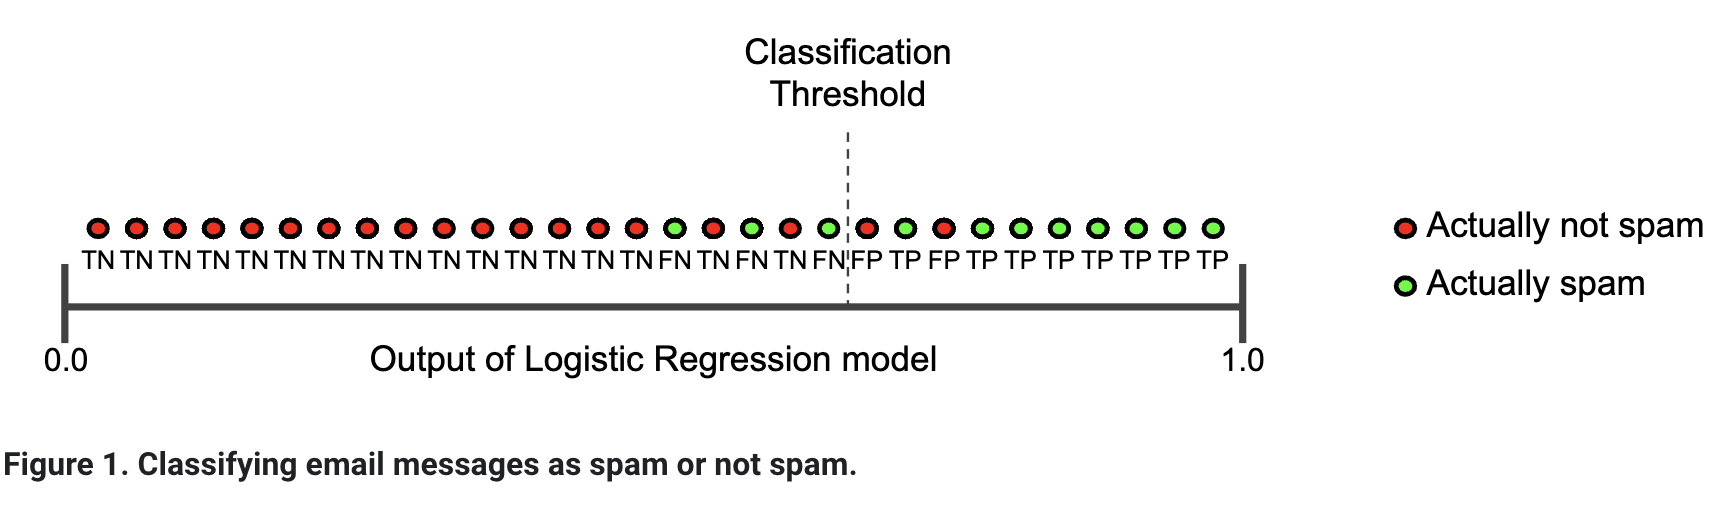 Classification
Threshold
Actually not spam
TN TN TN TN TN TN TN TN TN TN TN TN TN TN TN FN TN FN TN FN FP TP FP TP TP TP TP TP TP TP
Actually spam
0.0
Output of Logistic Regression model
1.0
Figure 1. Classifying email messages as spam or not spam.